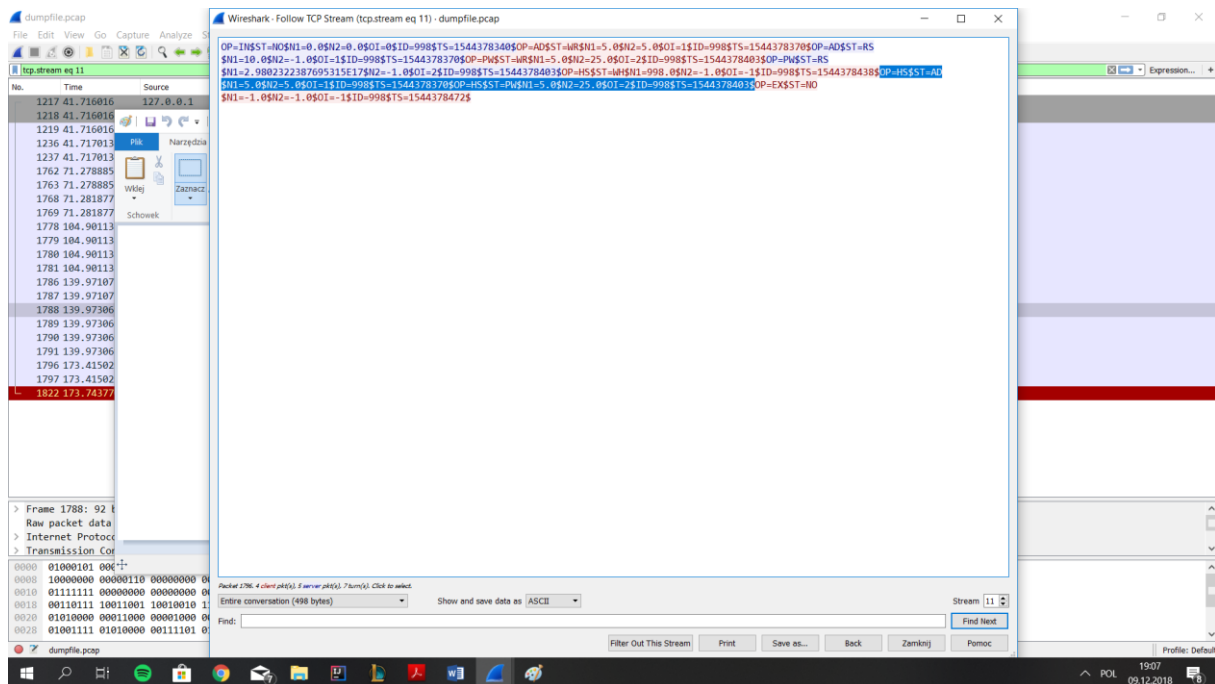 dumpfile.pcap
Wireshark · Follow TCP Stream (tcp.stream eq 11) · dumpfile.pcap
File Edit View Go Capture Analyze
tcp.stream eq 11
Expression... +
No. Time Source
1217 41.716016 127.0.0.1
1218 41.716016
1219 41.716016
1236 41.717013
1237 41.717013
1762 71.278885
1763 71.278885
1768 71.281877
1769 71.281877
1778 104.90113
1779 104.90113
1780 104.90113
1781 104.90113
1786 139.97107
1787 139.97107
1788 139.97306
1789 139.97306
1790 139.97306
1791 139.97306
1796 173.41502
1797 173.41502
1822 173.74377
Plik Narzędzia
Wklej
Zaznacz
Schowek
OP=IN$ST=NO$N1=0.0$N2=0.0$OI=0$ID=998$TS=1544378340$OP=AD$ST=WR$N1=5.0$N2=5.0$OI=1$ID=998$TS=1544378370$OP=AD$ST=RS
$N1=10.0$N2=-1.0$OI=1$ID=998$TS=1544378370$OP=PW$ST=WR$N1=5.0$N2=25.0$OI=2$ID=998$TS=1544378403$OP=PW$ST=RS
$N1=2.9802322387695315E17$N2=-1.0$OI=2$ID=998$TS=1544378403$OP=HS$ST=WH$N1=998.0$N2=-1.0$OI=-1$ID=998$TS=1544378438$OP=HS$ST=AD
$N1=5.0$N2=5.0$OI=1$ID=998$TS=1544378370$OP=HS$ST=PW$N1=5.0$N2=25.0$OI=2$ID=998$TS=1544378403$OP=EX$ST=NO
$N1=-1.0$N2=-1.0$OI=-1$ID=998$TS=1544378472$
Frame 1788: 92
Raw packet data
Internet Protoc
Transmission Cor
0000 01000101
0008 10000000 00000110 00000000
0010 01111111 00000000 00000000
0018 00110111 10011001 10010010
0020 01010000 00011000 00001000
0028 01001111 01010000 00111101
Packet 1796. 4 client pkt(s), 5 server pkt(s), 7 turn(s). Click to select.
Entire conversation (498 bytes) Show and save data as ASCII Stream 11
Find: Find Next
Filter Out This Stream Print Save as... Back Zamknij Pomoc
dumpfile.pcap
Profile: Default
POL
19:07
09.12.2018